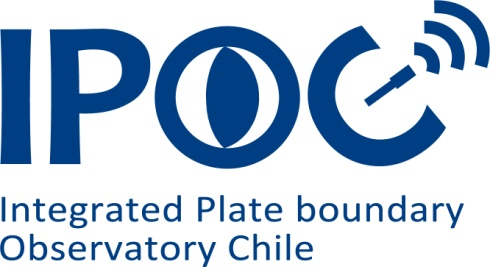 IPOC
Integrated Plate boundary
Observatory Chile